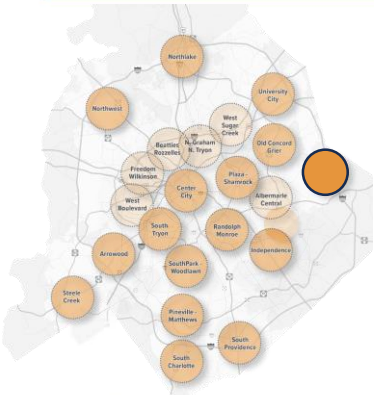 Northlake
University
City
Northwest
West
Sugar
Creek
Beatties
Rozzelles
N. Graham
N. Tryon
Old Concord
Grier
Freedom
Wilkinson
Plaza -
Shamrock
Center
City
Albermarle
Central
West
Boulevard
South
Tryon
Randolph
Monroe
Independence
Arrowood
SouthPark -
Woodlawn
Steele
Creek
Pineville -
Matthews
South
Providence
South
Charlotte